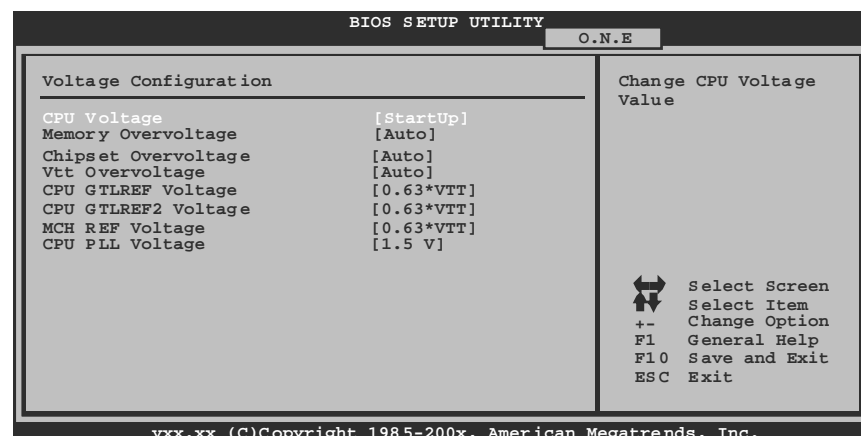 BIOS SETUP UTILITY
O.N.E
Voltage Configuration
CPU Voltage [StartUp]
Memory Overvoltage [Auto]
Chipset Overvoltage [Auto]
Vtt Overvoltage [Auto]
CPU GTLREF Voltage [0.63*VTT]
CPU GTLREF2 Voltage [0.63*VTT]
MCH REF Voltage [0.63*VTT]
CPU PLL Voltage [1.5 V]
Change CPU Voltage
Value
Select Screen
Select Item
+- Change Option
F1 General Help
F10 Save and Exit
ESC Exit
vxx.xx (C)Copyright 1985-200x, American Megatrends, Inc.